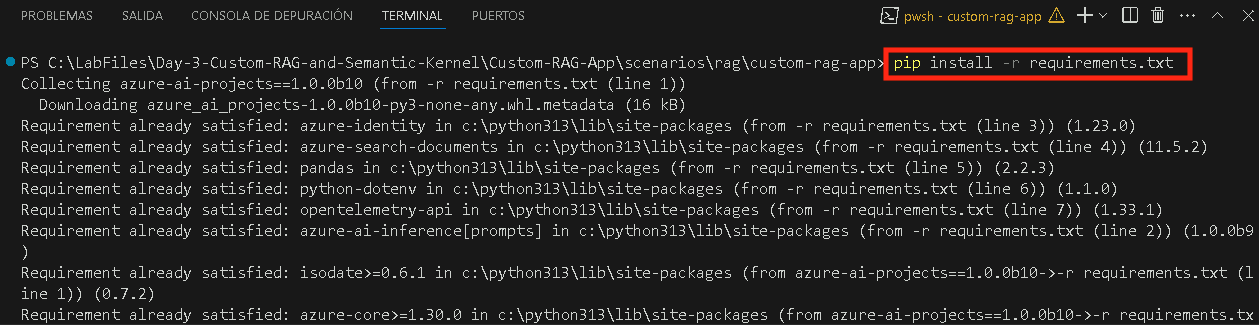 PROBLEMAS SALIDA CONSOLA DE DEPURACIÓN TERMINAL PUERTOS pwsh - custom-rag-app
PS C:\LabFiles\Day-3-Custom-RAG-and-Semantic-Kernel\Custom-RAG-App\scenarios\rag\custom-rag-app> pip install -r requirements.txt
Collecting azure-ai-projects==1.0.0b10 (from -r requirements.txt (line 1))
  Downloading azure_ai_projects-1.0.0b10-py3-none-any.whl.metadata (16 kB)
Requirement already satisfied: azure-identity in c:\python313\lib\site-packages (from -r requirements.txt (line 3)) (1.23.0)
Requirement already satisfied: azure-search-documents in c:\python313\lib\site-packages (from -r requirements.txt (line 4)) (11.5.2)
Requirement already satisfied: pandas in c:\python313\lib\site-packages (from -r requirements.txt (line 5)) (2.2.3)
Requirement already satisfied: python-dotenv in c:\python313\lib\site-packages (from -r requirements.txt (line 6)) (1.1.0)
Requirement already satisfied: opentelemetry-api in c:\python313\lib\site-packages (from -r requirements.txt (line 7)) (1.33.1)
Requirement already satisfied: azure-ai-inference[prompts] in c:\python313\lib\site-packages (from -r requirements.txt (line 2)) (1.0.0b9
)
Requirement already satisfied: isodate>=0.6.1 in c:\python313\lib\site-packages (from azure-ai-projects==1.0.0b10->-r requirements.txt (l
ine 1)) (0.7.2)
Requirement already satisfied: azure-core>=1.30.0 in c:\python313\lib\site-packages (from azure-ai-projects==1.0.0b10->-r requirements.tx